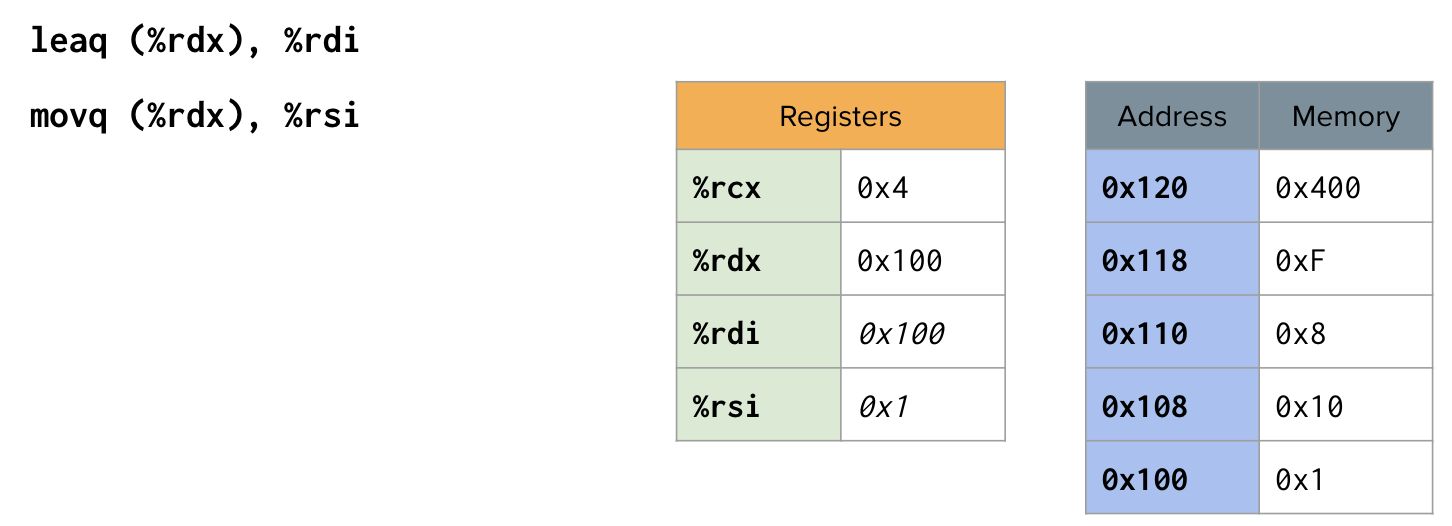 leaq (%rdx), %rdi
movq (%rdx), %rsi
Registers
%rcx 0x4
%rdx 0x100
%rdi 0x100
%rsi 0x1
Address Memory
0x120 0x400
0x118 0xF
0x110 0x8
0x108 0x10
0x100 0x1